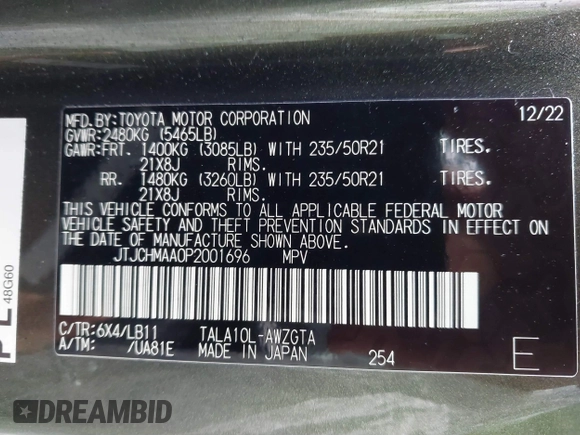 MFD.BY:TOYOTA MOTOR CORPORATION 12/22
GVWR:2480KG (5465LB)
GAWR:FRT. 1400KG (3085LB) WITH 235/50R21 TIRES.
21X8J RIMS.
RR. 1480KG (3260LB) WITH 235/50R21 TIRES.
21X8J RIMS.
THIS VEHICLE CONFORMS TO ALL APPLICABLE FEDERAL MOTOR
VEHICLE SAFETY AND THEFT PREVENTION STANDARDS IN EFFECT ON
THE DATE OF MANUFACTURE SHOWN ABOVE.
JTJCHMAA0P2001696 MPV
C/TR:6X4/LB11 TALA10L-AWZGTA
A/TM: /UA81E MADE IN JAPAN 254 E
48G60
DREAMBID